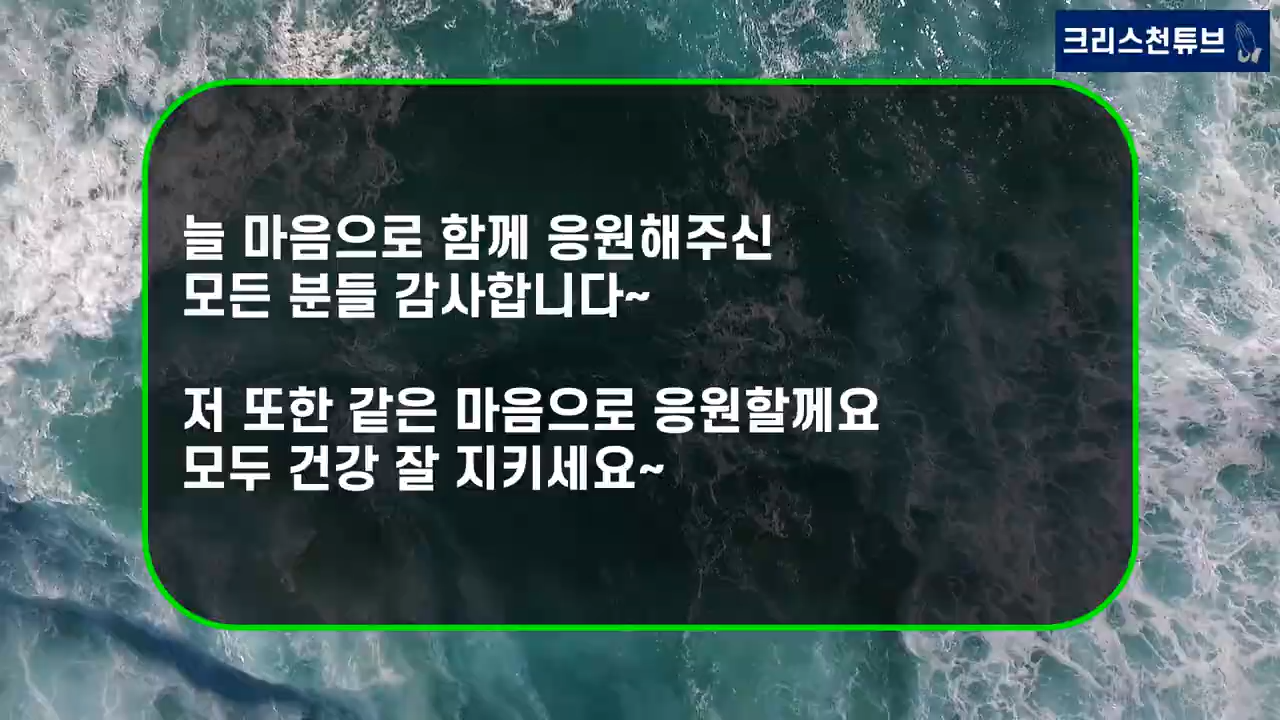 크리스천튜브
늘 마음으로 함께 응원해주신
모든 분들 감사합니다~
저 또한 같은 마음으로 응원할께요
모두 건강 잘 지키세요~